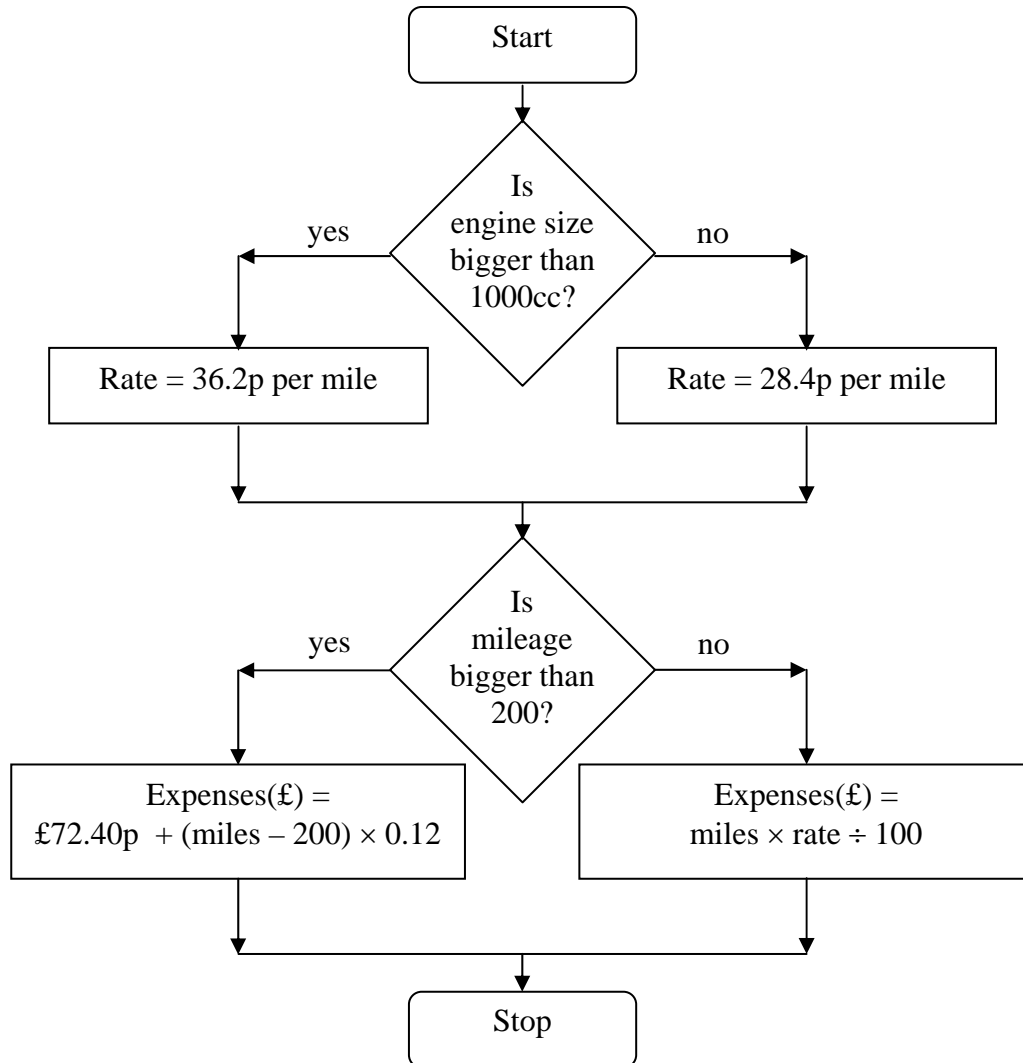 Start
Is
engine size
bigger than
1000cc?
yes
no
Rate = 36.2p per mile
Rate = 28.4p per mile
Is
mileage
bigger than
200?
yes
no
Expenses(£) =
£72.40p + (miles – 200) × 0.12
Expenses(£) =
miles × rate ÷ 100
Stop